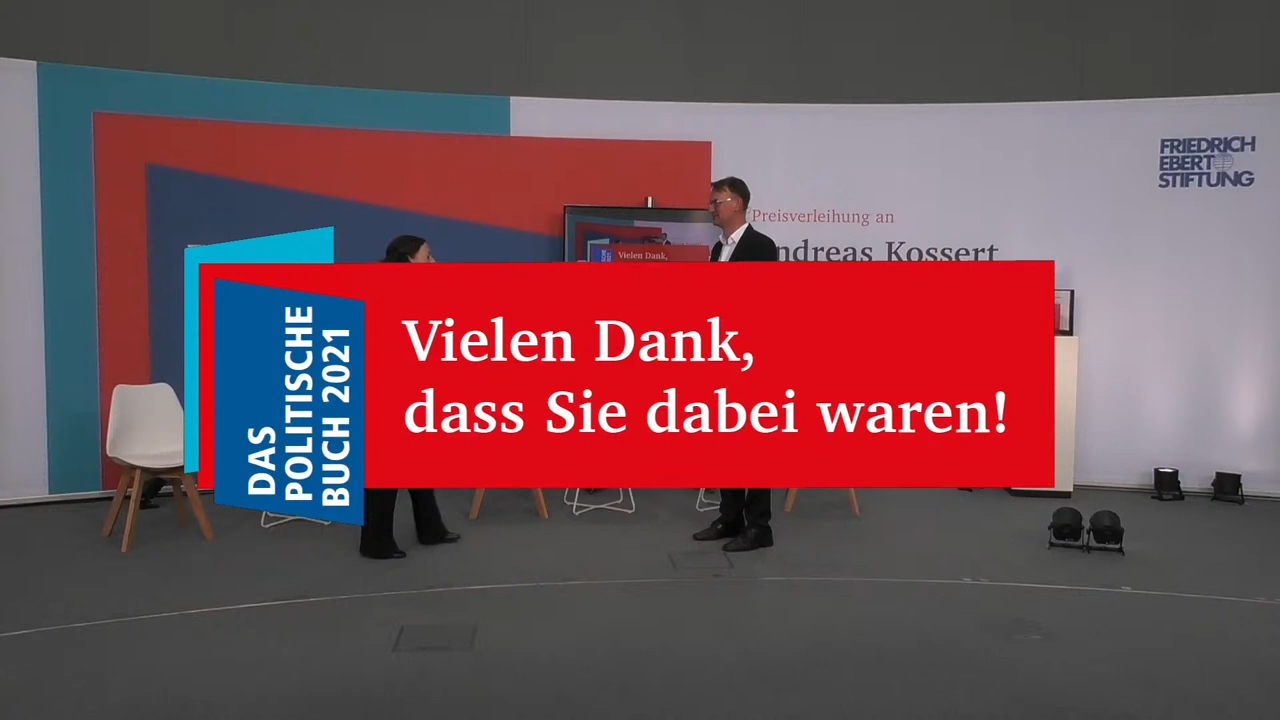 FRIEDRICH
EBERT
STIFTUNG
Preisverleihung an
ndreas Kossert
Vielen Dank,
DAS
POLITISCHE
BUCH 2021
Vielen Dank,
dass Sie dabei waren!